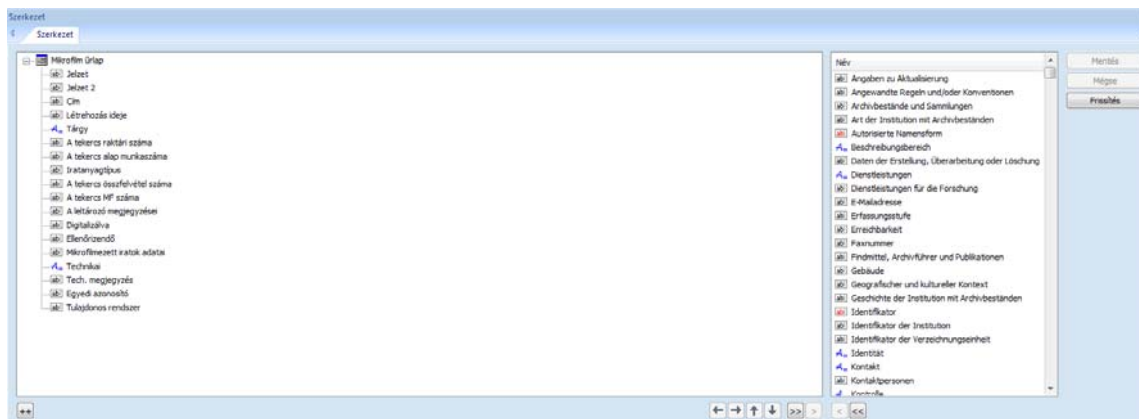 Szerkezet
Szerkezet
Mikrofilm űrlap
Jelzet
Jelzet 2
Cím
Létrehozás ideje
Tárgy
A tekercs raktári száma
A tekercs alap munkaszáma
Iratanyagtípus
A tekercs összfelvétel száma
A tekercs MF száma
A leltározó megjegyzései
Digitalizálva
Ellenőrizendő
Mikrofilmezett iratok adatai
Technikai
Tech. megjegyzés
Egyedi azonosító
Tulajdonos rendszer
Név
Angaben zu Aktualisierung
Angewandte Regeln und/oder Konventionen
Archivbestände und Sammlungen
Art der Institution mit Archivbeständen
Autorisierte Namensform
Beschreibungsbereich
Daten der Erstellung, Überarbeitung oder Löschung
Dienstleistungen
Dienstleistungen für die Forschung
E-Mailadresse
Erfassungsstufe
Erreichbarkeit
Faxnummer
Findmittel, Archivführer und Publikationen
Gebäude
Geografischer und kultureller Kontext
Geschichte der Institution mit Archivbeständen
Identifikator
Identifikator der Institution
Identifikator der Verzeichnungseinheit
Identität
Kontakt
Kontaktpersonen
Kontrolle
Mentés
Mégse
Frissítés